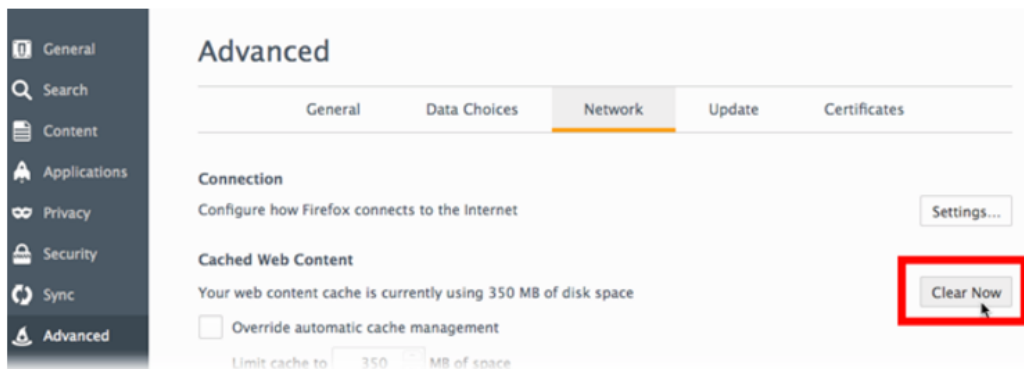 General
Search
Content
Applications
Privacy
Security
Sync
Advanced
Advanced
General Data Choices Network Update Certificates
Connection
Configure how Firefox connects to the Internet
Settings...
Cached Web Content
Your web content cache is currently using 350 MB of disk space
Clear Now
Override automatic cache management
Limit cache to 350 MB of space